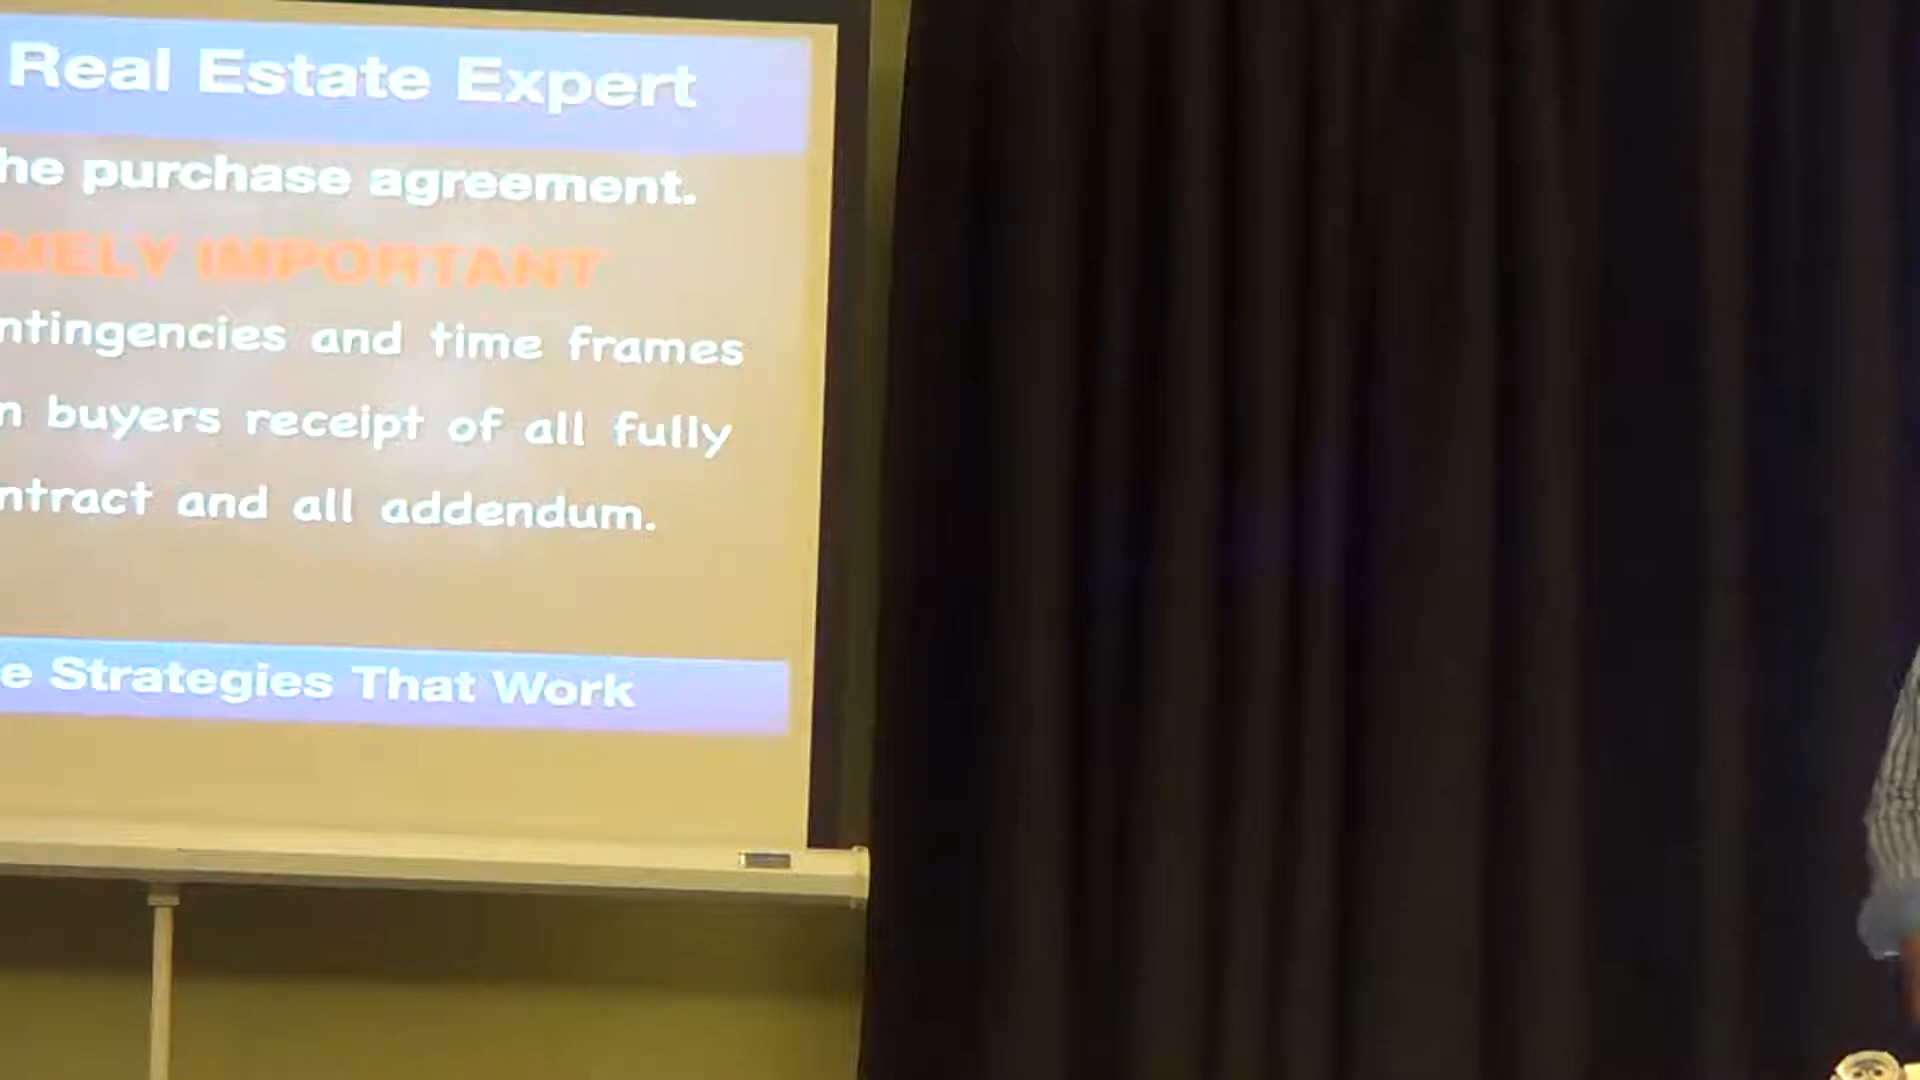 Real Estate Expert
he purchase agreement.
MELY IMPORTANT
ntingencies and time frames
n buyers receipt of all fully
ntract and all addendum.
e Strategies That Work